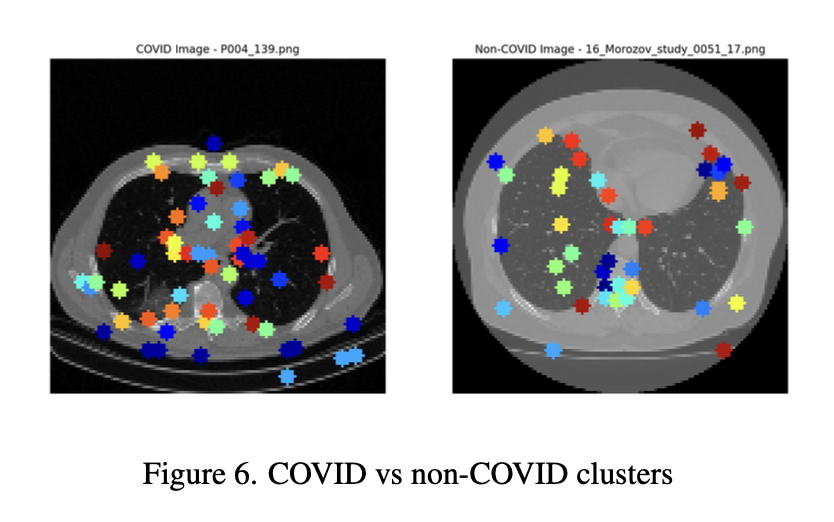 COVID Image - P004_139.png
Non-COVID Image - 16_Morozov_study_0051_17.png
Figure 6. COVID vs non-COVID clusters